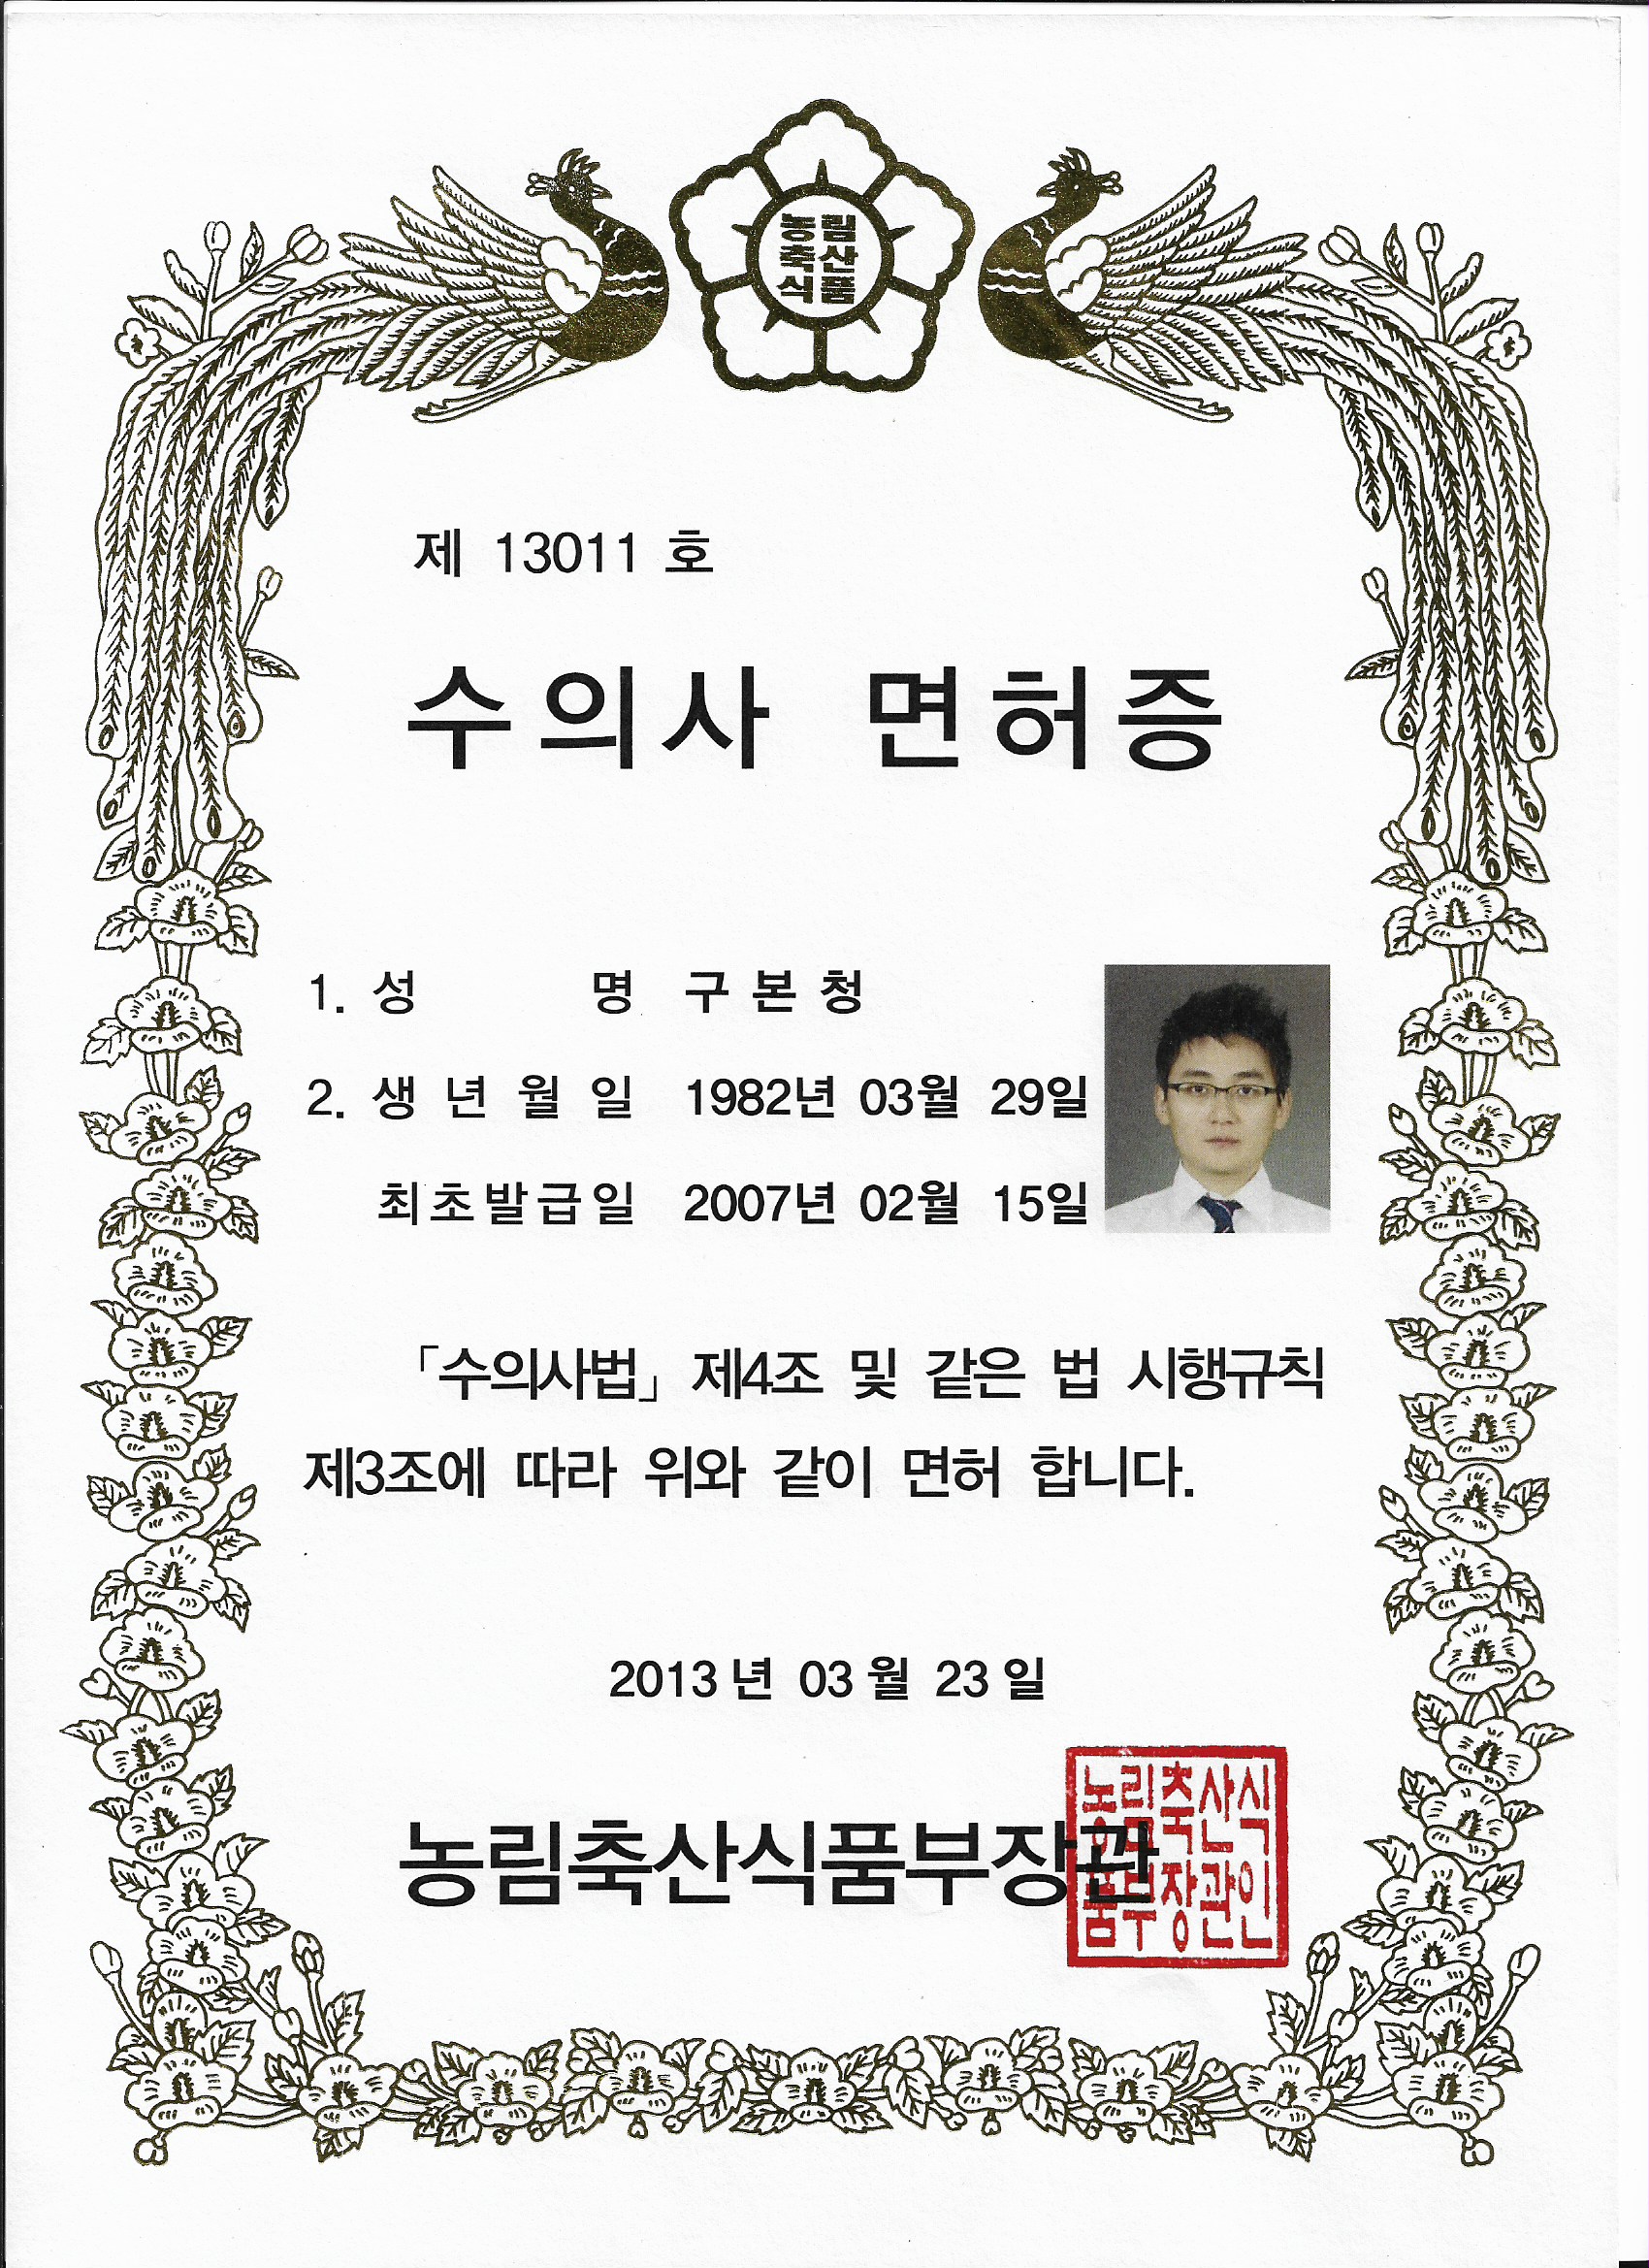 농림
축산
식품
제 13011 호
수의사 면허증
1. 성 명 구 본 청
2. 생 년 월 일 1982년 03월 29일
최초발급일 2007년 02월 15일
「수의사법」 제4조 및 같은 법 시행규칙
제3조에 따라 위와 같이 면허 합니다.
2013 년 03 월 23 일
농림축산식품부장관
농림축산식
품부장관인